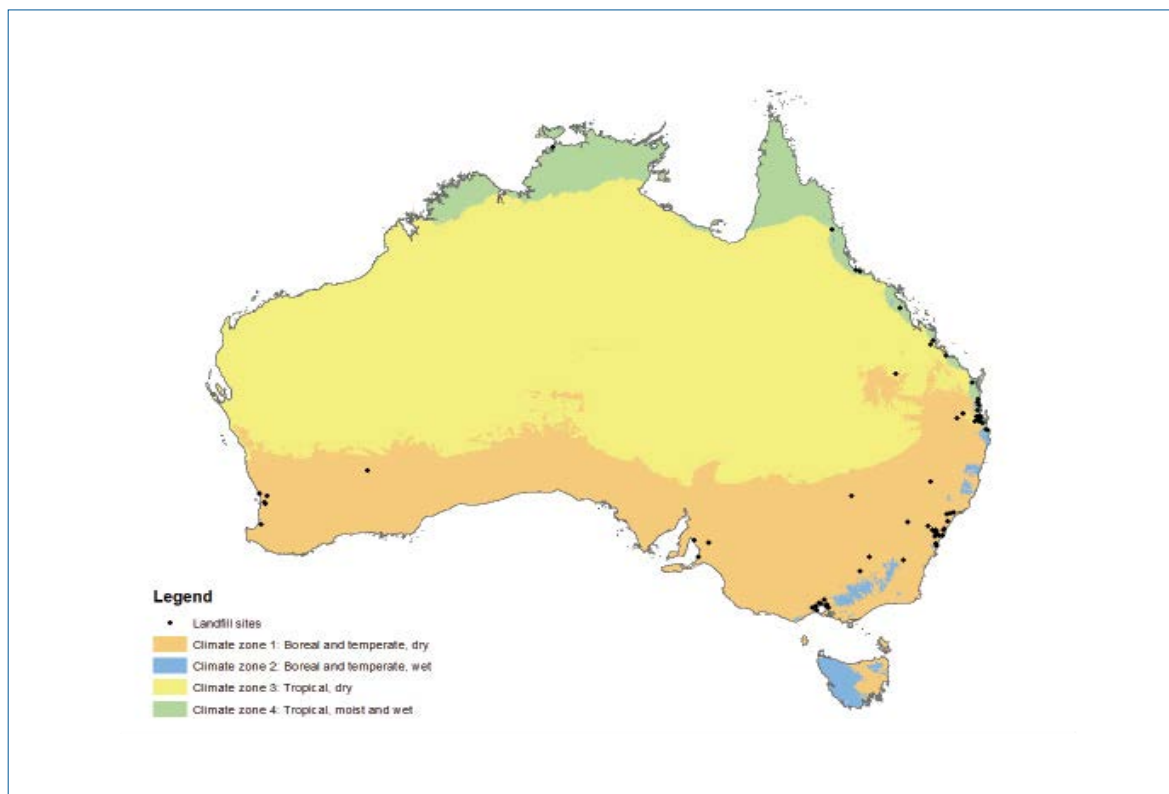 Legend
Landfill sites
Climate zone 1: Boreal and temperate, dry
Climate zone 2: Boreal and temperate, wet
Climate zone 3: Tropical, dry
Climate zone 4: Tropical, moist and wet